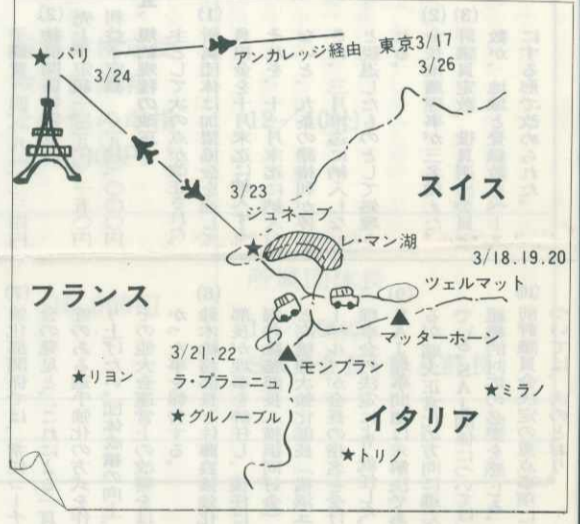 ★パリ
アンカレッジ経由 東京3/17
3/26
3/24
スイス
3/23
ジュネーブ
レ・マン湖
3/18.19.20
ツェルマット
フランス
マッターホーン
3/21.22
モンブラン
ラ・プラーニュ
★リヨン
★ミラノ
★グルノーブル
イタリア
★トリノ